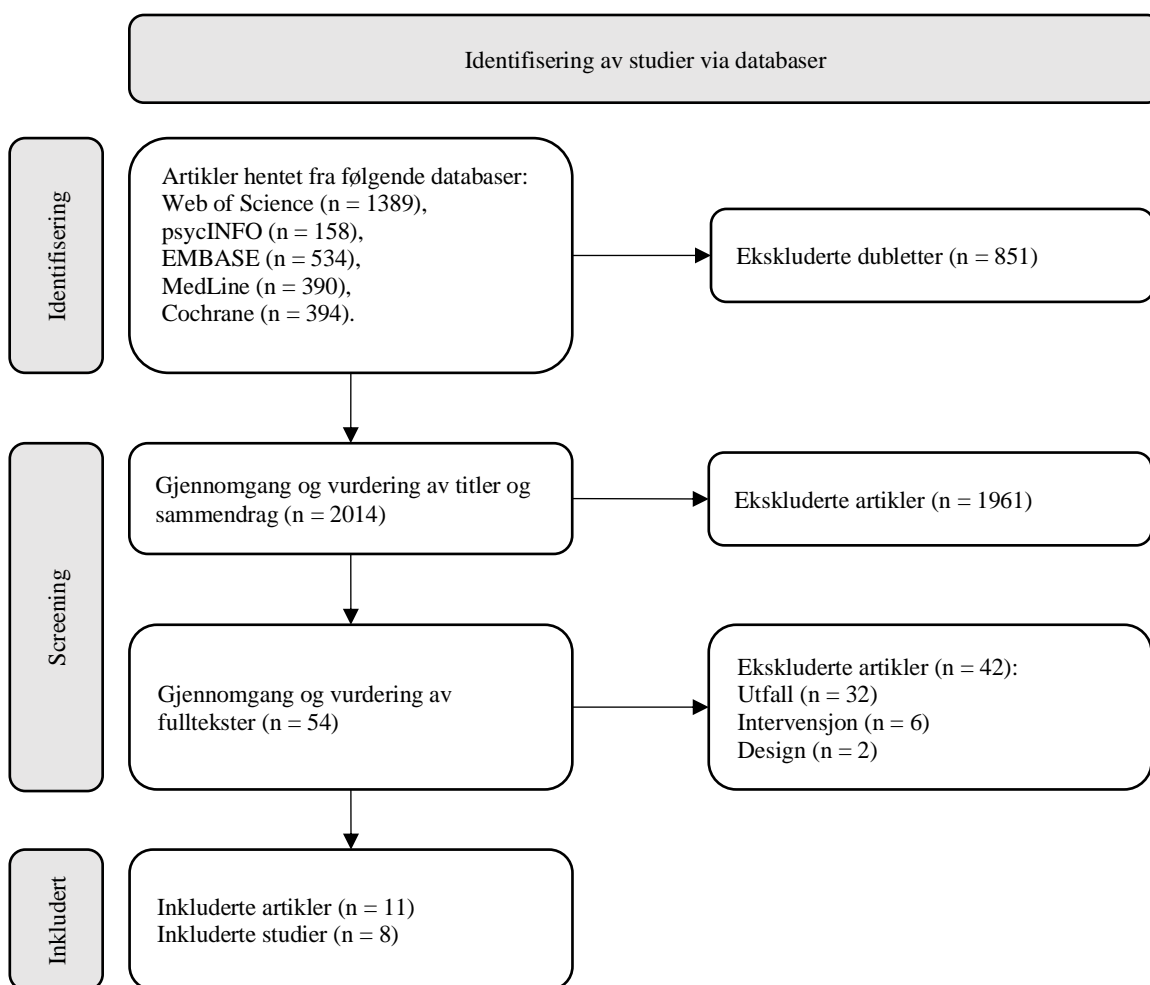 Identifisering av studier via databaser
Identifisering
Artikler hentet fra følgende databaser:
Web of Science (n = 1389),
psycINFO (n = 158),
EMBASE (n = 534),
MedLine (n = 390),
Cochrane (n = 394).
Ekskluderte dubletter (n = 851)
Screening
Gjennomgang og vurdering av titler og
sammendrag (n = 2014)
Ekskluderte artikler (n = 1961)
Gjennomgang og vurdering av
fulltekster (n = 54)
Ekskluderte artikler (n = 42):
Utfall (n = 32)
Intervensjon (n = 6)
Design (n = 2)
Inkludert
Inkluderte artikler (n = 11)
Inkluderte studier (n = 8)